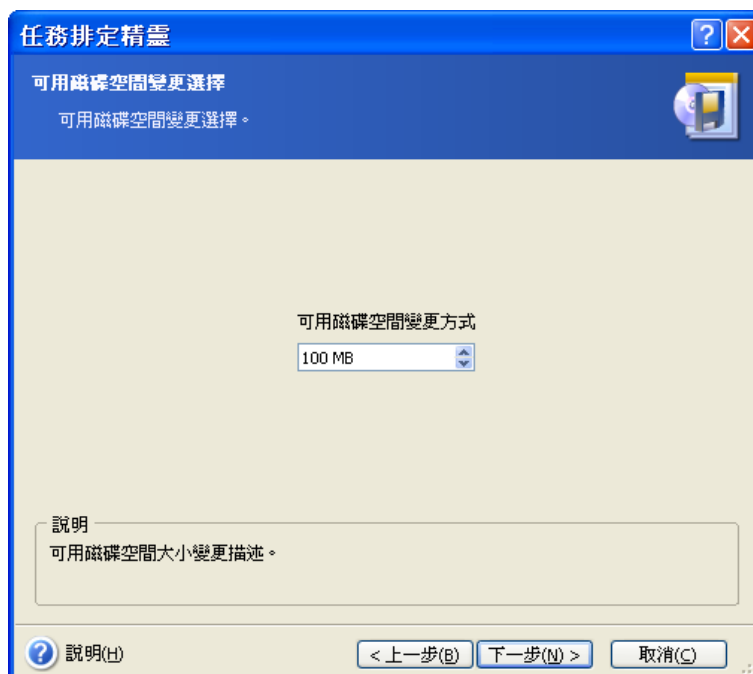 任務排定精靈
可用磁碟空間變更選擇
可用磁碟空間變更選擇。
可用磁碟空間變更方式
100 MB
說明
可用磁碟空間大小變更描述。
說明(H)
< 上一步(B)
下一步(N) >
取消(C)